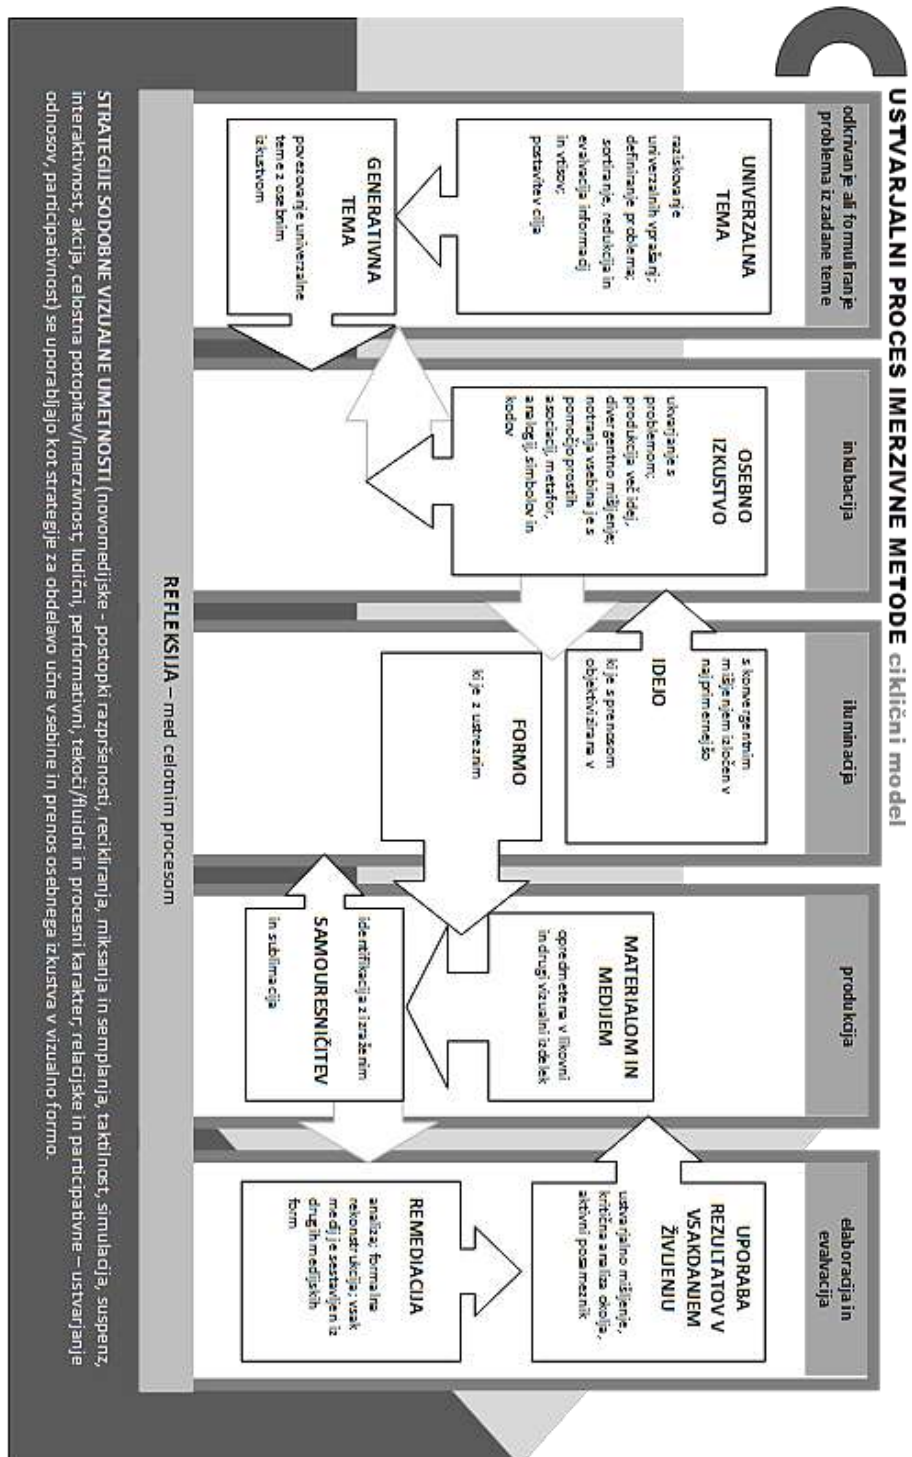 USTVARJALNI PROCES IMERZIVNE METODE ciklični model
odkrivanje ali formuliranje
problema iz zadane teme
UNIVERZALNA
TEMA
raziskovanje
univerzalnih vprašanj;
definiranje problema;
sortiranje, redukcija in
evalvacija informacij
in vtisov;
postavitev cilja
GENERATIVNA
TEMA
povezovanje univerzalne
teme z osebnim
izkustvom
inkubacija
OSEBNO
IZKUSTVO
ukvarjanje s
problemom;
produkcija več idej,
divergentno mišljenje;
notranja vsebina je s
pomočjo prostih
asociacij, metafor,
analogij, simbolov in
kodov
iluminacija
s konvergentnim
mišljenjem izločen v
najprimernejšo
IDEJO
ki je s prenosom
objektivizirana v
FORMO
ki je z ustreznim
produkcija
MATERIALOM IN
MEDIJEM
opredmetena v likovni
in drugi vizualni izdelek
identifikacija z izraženim
SAMOURESNIČITEV
in sublimacija
elaboracija in
evalvacija
UPORABA
REZULTATOV V
VSAKDANJEM
ŽIVLJENJU
ustvarjalno mišljenje,
kritična analiza okolja,
aktivni posameznik
REMEDIACIJA
analiza; formalna
rekonstrukcija; vsak
medij je sestavljen iz
drugih medijskih
form
REFLEKSIJA – med celotnim procesom
STRATEGIJE SODOBNE VIZUALNE UMETNOSTI (novomedijske - postopki razpršenosti, recikliranja, miksanja in semplanja, taktilnost, simulacija, suspenz,
interaktivnost, akcija, celostna potopitev/imerzivnost, ludični, performativni, tekoči/fluidni in procesni karakter, relacijske in participativne – ustvarjanje
odnosov, participativnost) se uporabljajo kot strategije za obdelavo učne vsebine in prenos osebnega izkustva v vizualno formo.